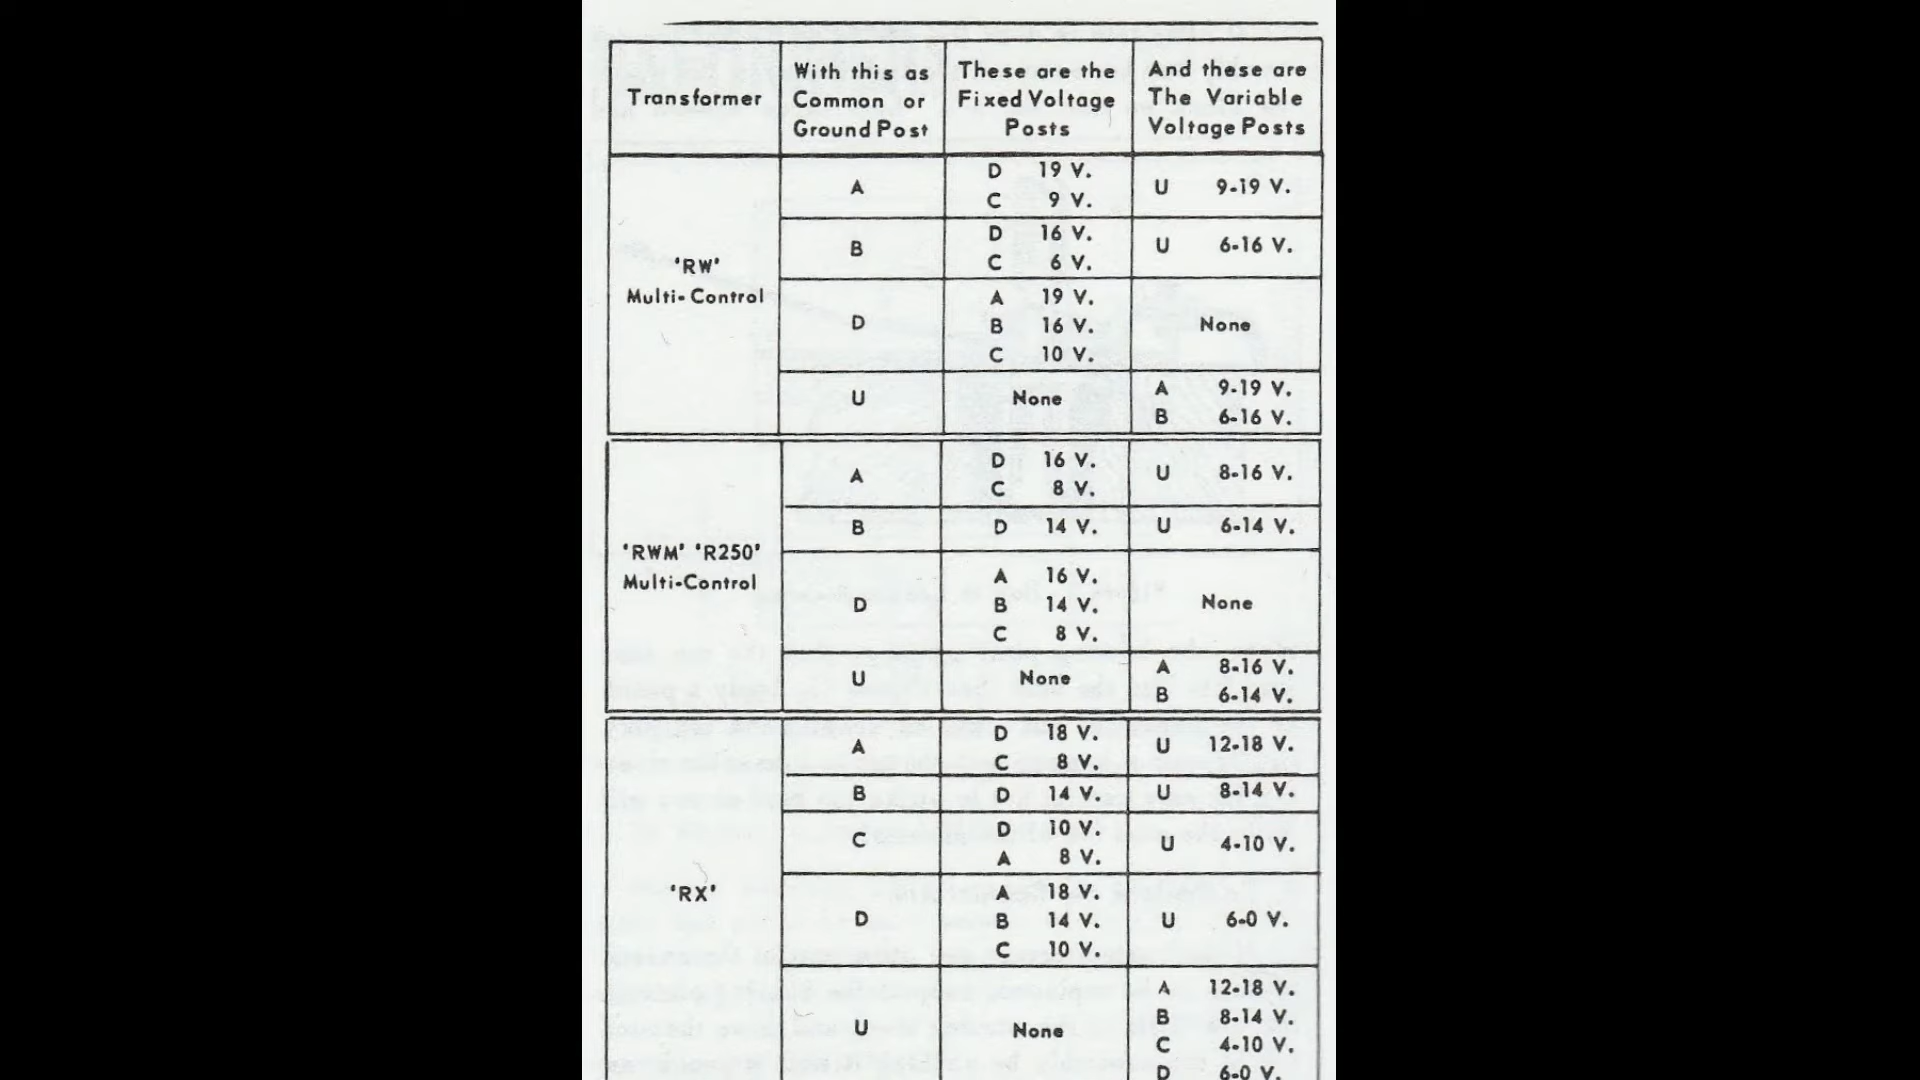 Transformer
With this as
Common or
Ground Post
These are the
Fixed Voltage
Posts
And these are
The Variable
Voltage Posts
'RW'
Multi-Control
A
D 19 V.
C 9 V.
U 9-19 V.
B
D 16 V.
C 6 V.
U 6-16 V.
D
A 19 V.
B 16 V.
C 10 V.
None
U
None
A 9-19 V.
B 6-16 V.
'RWM' 'R250'
Multi-Control
A
D 16 V.
C 8 V.
U 8-16 V.
B
D 14 V.
U 6-14 V.
D
A 16 V.
B 14 V.
C 8 V.
None
U
None
A 8-16 V.
B 6-14 V.
'RX'
A
D 18 V.
C 8 V.
U 12-18 V.
B
D 14 V.
U 8-14 V.
C
D 10 V.
A 8 V.
U 4-10 V.
D
A 18 V.
B 14 V.
C 10 V.
U 6-0 V.
U
None
A 12-18 V.
B 8-14 V.
C 4-10 V.
D 6-0 V.